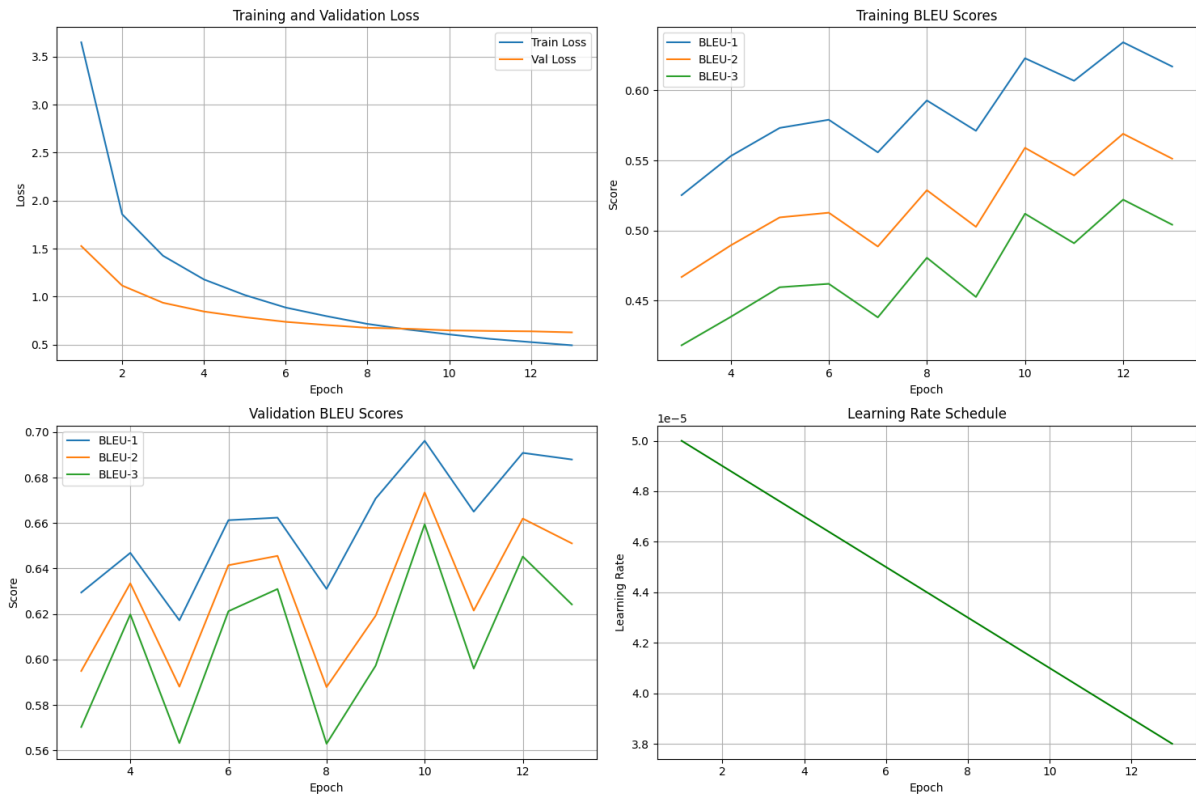 Training and Validation Loss
Train Loss
Val Loss
3.5
3.0
2.5
2.0
1.5
1.0
0.5
Loss
2 4 6 8 10 12
Epoch
Training BLEU Scores
BLEU-1
BLEU-2
BLEU-3
0.60
0.55
0.50
0.45
Score
4 6 8 10 12
Epoch
Validation BLEU Scores
BLEU-1
BLEU-2
BLEU-3
0.70
0.68
0.66
0.64
0.62
0.60
0.58
0.56
Score
4 6 8 10 12
Epoch
Learning Rate Schedule
1e-5
5.0
4.8
4.6
4.4
4.2
4.0
3.8
Learning Rate
2 4 6 8 10 12
Epoch